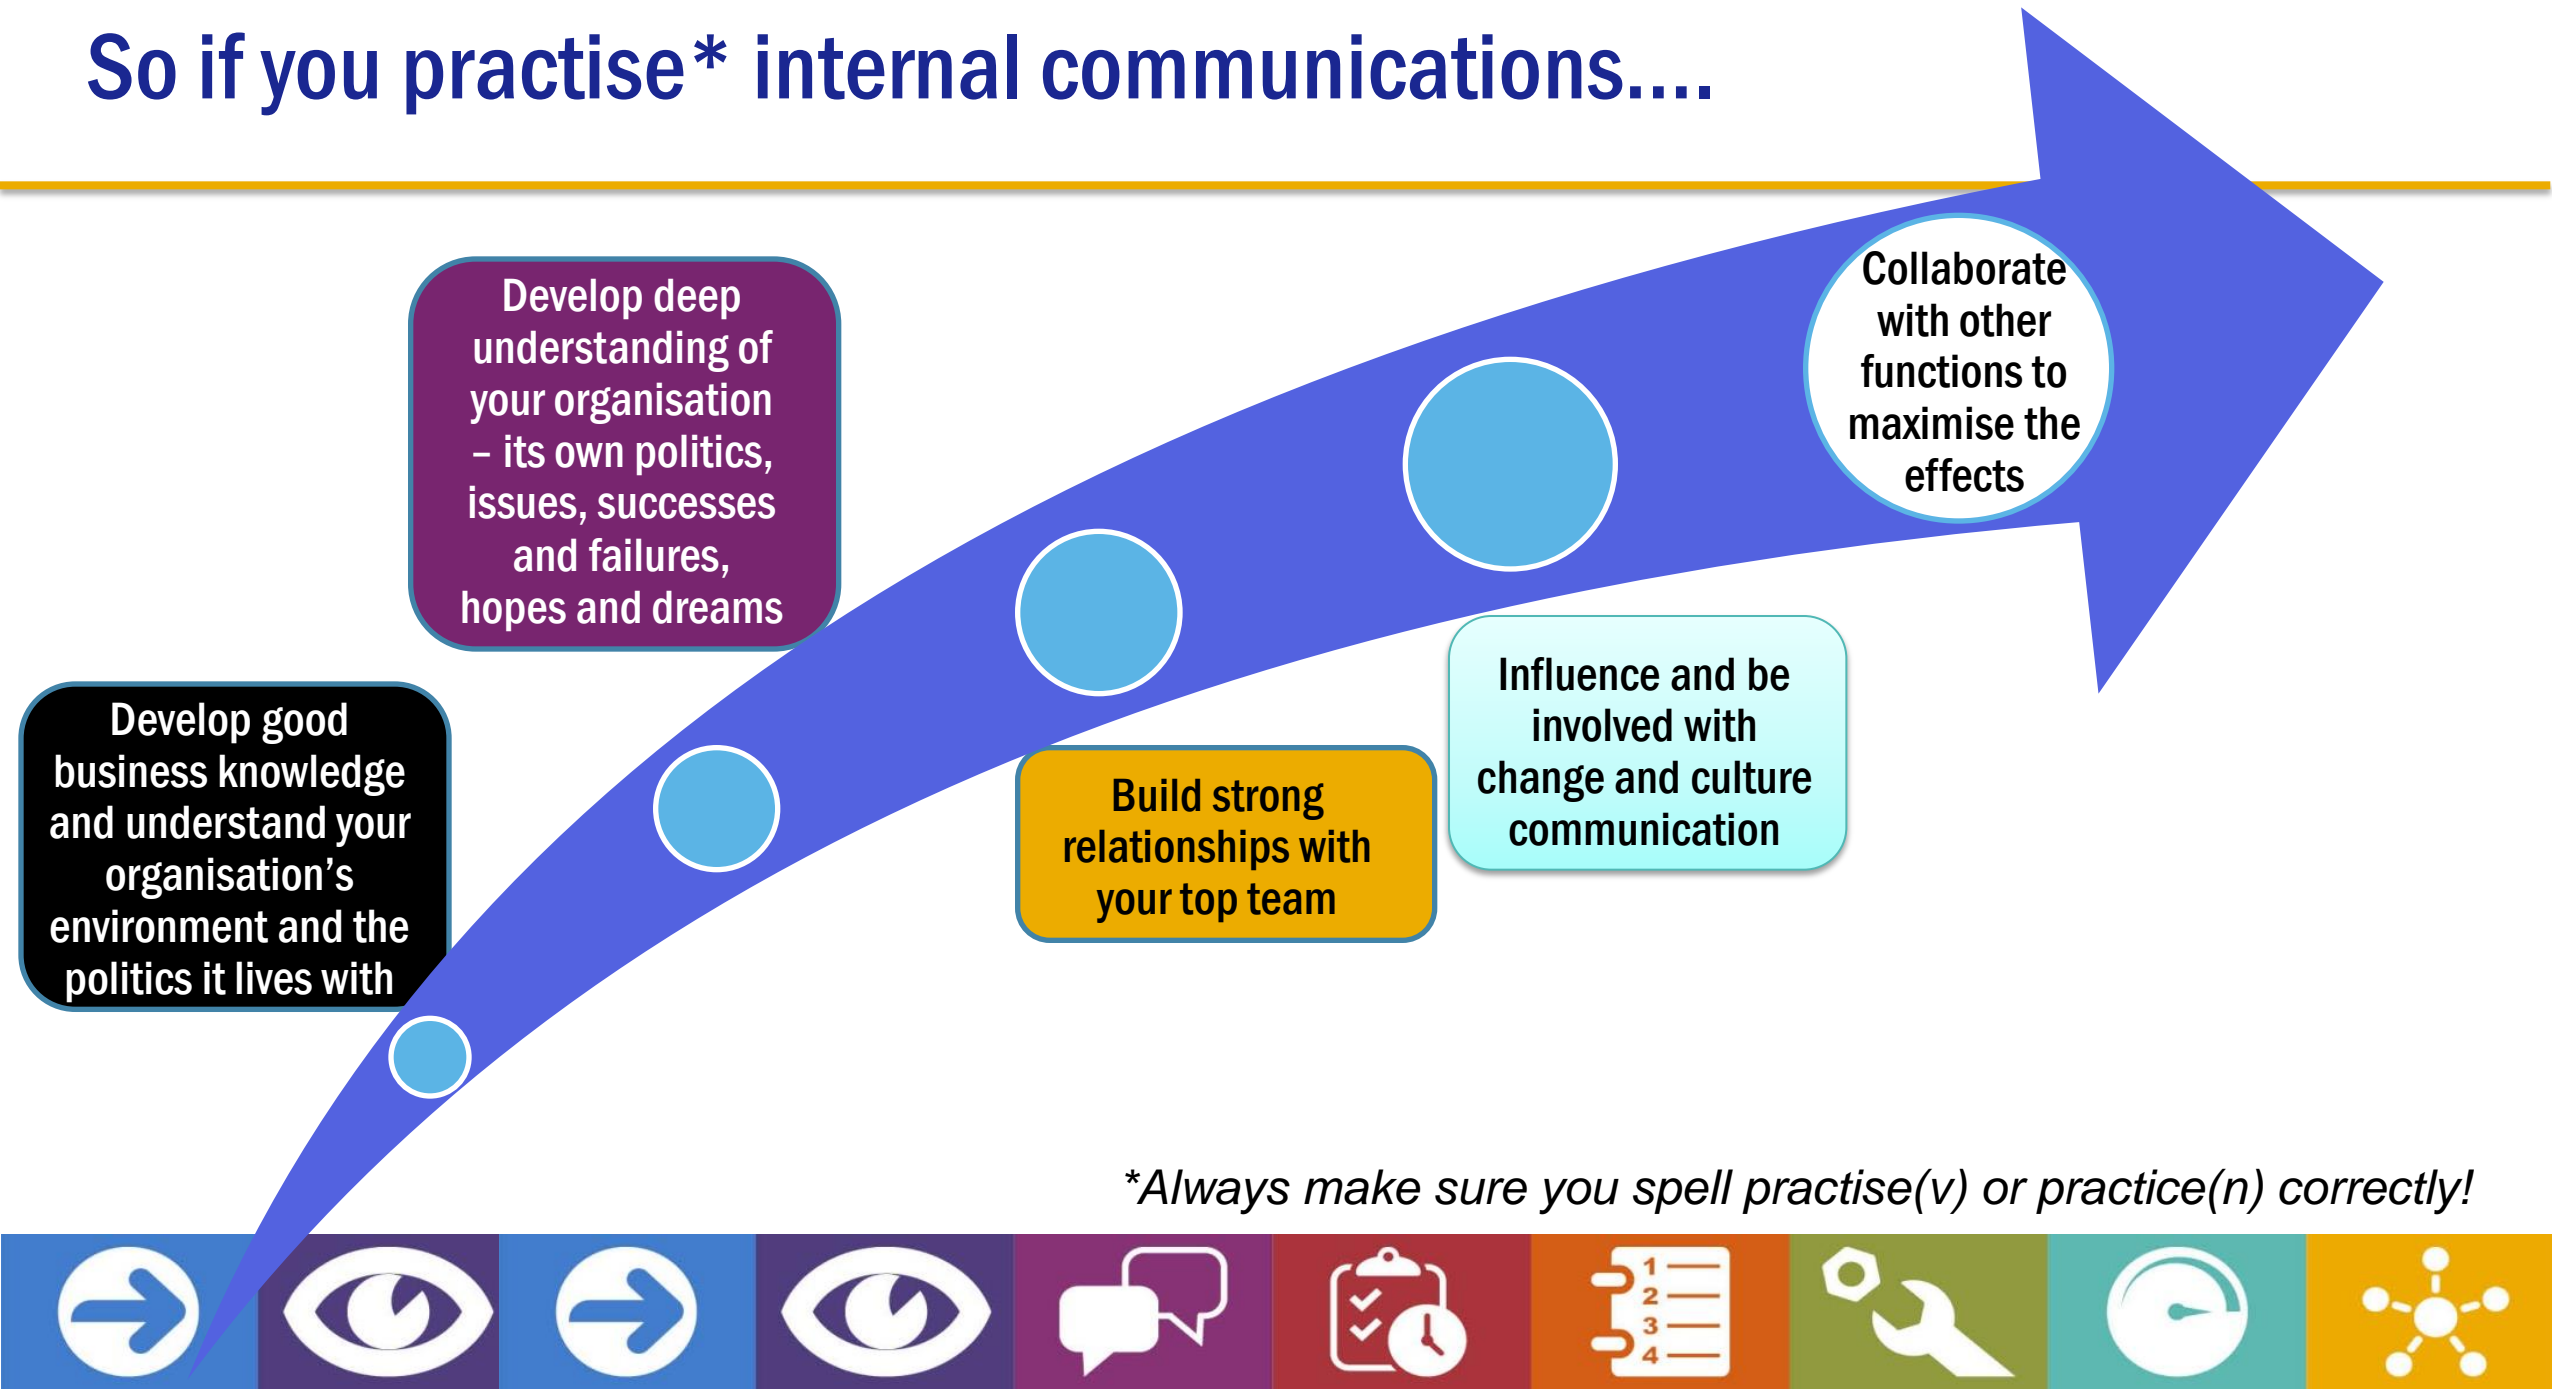 So if you practise* internal communications....
Develop good
business knowledge
and understand your
organisation’s
environment and the
politics it lives with
Develop deep
understanding of
your organisation
– its own politics,
issues, successes
and failures,
hopes and dreams
Build strong
relationships with
your top team
Influence and be
involved with
change and culture
communication
Collaborate
with other
functions to
maximise the
effects
*Always make sure you spell practise(v) or practice(n) correctly!
1
2
3
4